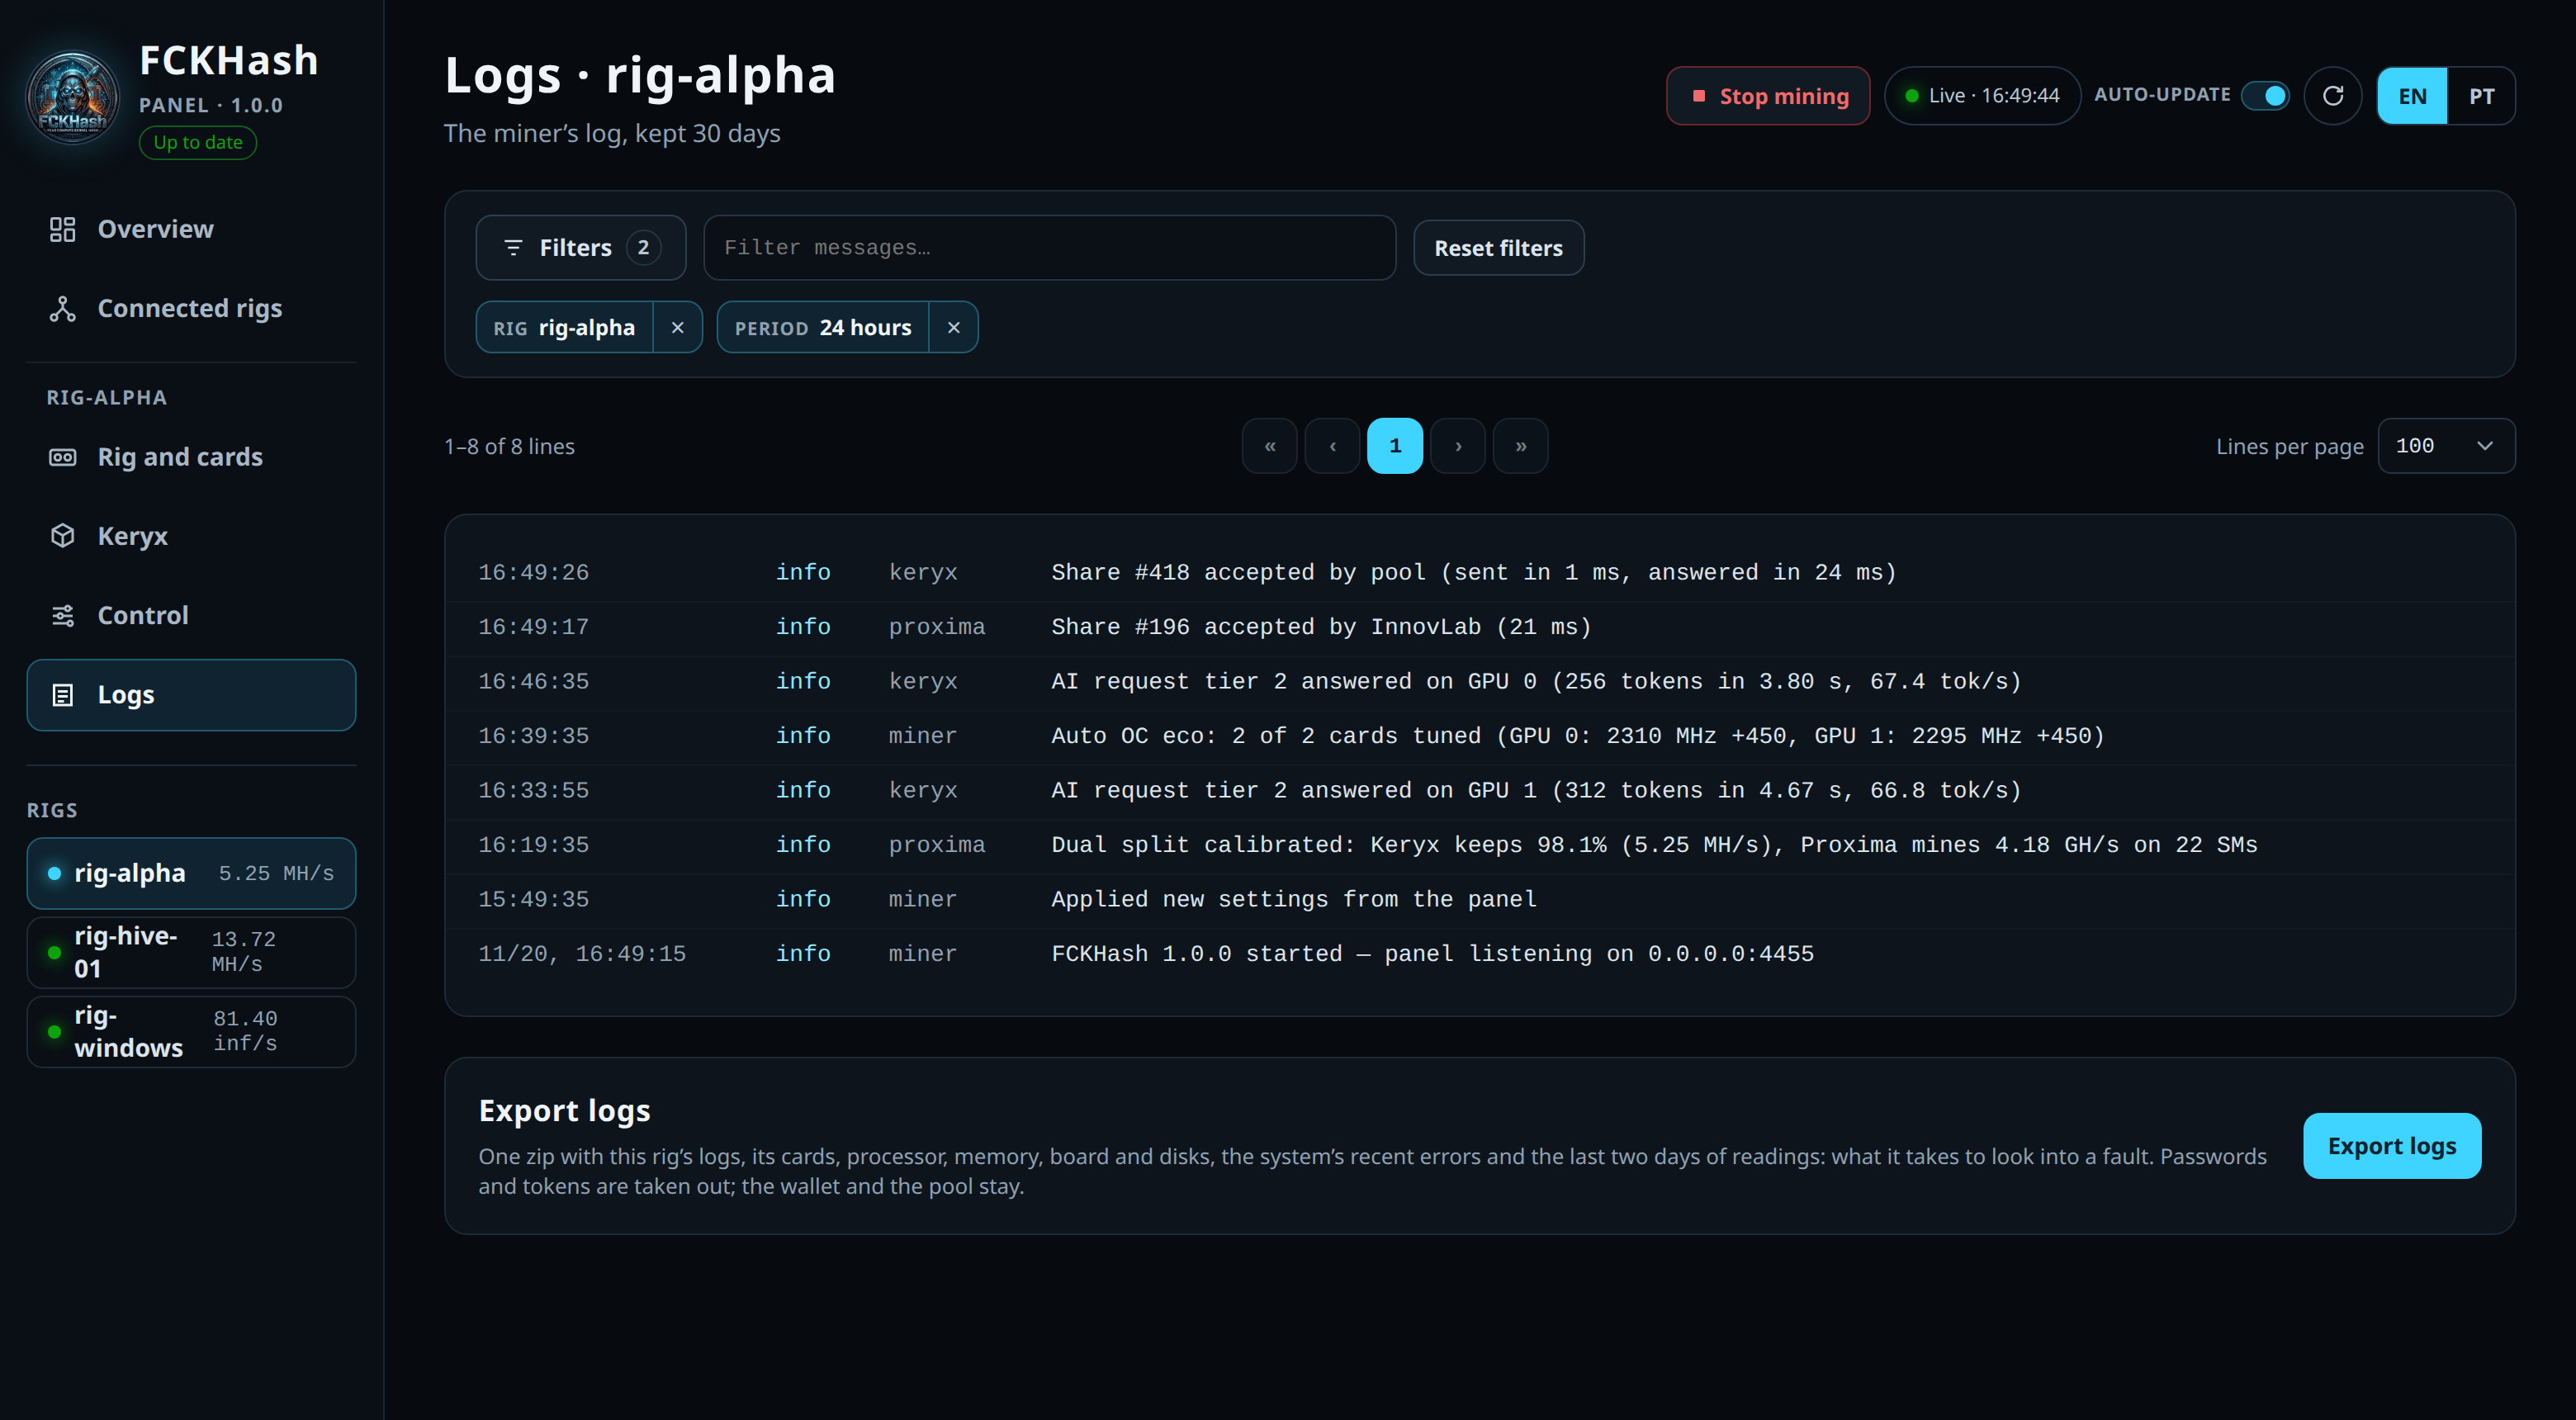 FCKHash
PANEL · 1.0.0
Up to date
FCKHash
Overview
Connected rigs
RIG-ALPHA
Rig and cards
Keryx
Control
Logs
RIGS
rig-alpha 5.25 MH/s
rig-hive-01 13.72 MH/s
rig-windows 81.40 inf/s
Logs · rig-alpha
The miner’s log, kept 30 days
Stop mining
Live · 16:49:44
AUTO-UPDATE
EN PT
Filters 2
Filter messages…
Reset filters
RIG rig-alpha ×
PERIOD 24 hours ×
1–8 of 8 lines
« ‹ 1 › »
Lines per page 100
16:49:26 info keryx Share #418 accepted by pool (sent in 1 ms, answered in 24 ms)
16:49:17 info proxima Share #196 accepted by InnovLab (21 ms)
16:46:35 info keryx AI request tier 2 answered on GPU 0 (256 tokens in 3.80 s, 67.4 tok/s)
16:39:35 info miner Auto OC eco: 2 of 2 cards tuned (GPU 0: 2310 MHz +450, GPU 1: 2295 MHz +450)
16:33:55 info keryx AI request tier 2 answered on GPU 1 (312 tokens in 4.67 s, 66.8 tok/s)
16:19:35 info proxima Dual split calibrated: Keryx keeps 98.1% (5.25 MH/s), Proxima mines 4.18 GH/s on 22 SMs
15:49:35 info miner Applied new settings from the panel
11/20, 16:49:15 info miner FCKHash 1.0.0 started — panel listening on 0.0.0.0:4455
Export logs
One zip with this rig’s logs, its cards, processor, memory, board and disks, the system’s recent errors and the last two days of readings: what it takes to look into a fault. Passwords
and tokens are taken out; the wallet and the pool stay.
Export logs